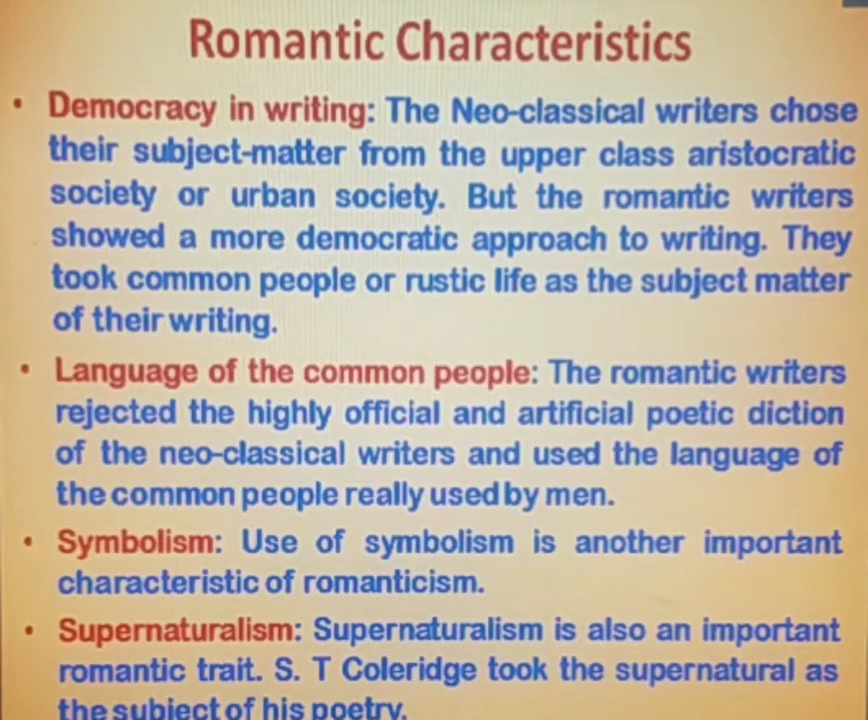 Romantic Characteristics
• Democracy in writing: The Neo-classical writers chose
their subject-matter from the upper class aristocratic
society or urban society. But the romantic writers
showed a more democratic approach to writing. They
took common people or rustic life as the subject matter
of their writing.
• Language of the common people: The romantic writers
rejected the highly official and artificial poetic diction
of the neo-classical writers and used the language of
the common people really used by men.
• Symbolism: Use of symbolism is another important
characteristic of romanticism.
• Supernaturalism: Supernaturalism is also an important
romantic trait. S. T Coleridge took the supernatural as
the subject of his poetry.